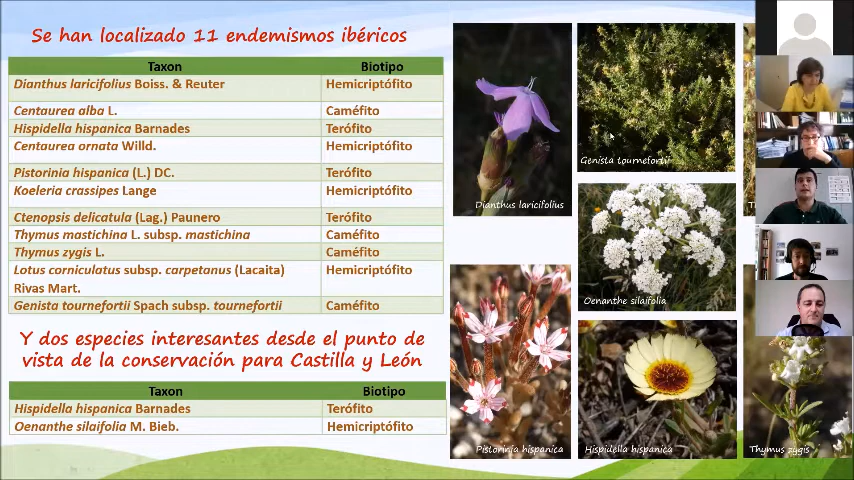 Se han localizado 11 endemismos ibéricos
Taxon Biotipo
Dianthus laricifolius Boiss. & Reuter Hemicriptófito
Centaurea alba L. Caméfito
Hispidella hispanica Barnades Terófito
Centaurea ornata Willd. Hemicriptófito
Pistorinia hispanica (L.) DC. Terófito
Koeleria crassipes Lange Hemicriptófito
Ctenopsis delicatula (Lag.) Paunero Terófito
Thymus mastichina L. subsp. mastichina Caméfito
Thymus zygis L. Caméfito
Lotus corniculatus subsp. carpetanus (Lacaita) Hemicriptófito
Rivas Mart.
Genista tournefortii Spach subsp. tournefortii Caméfito
Y dos especies interesantes desde el punto de
vista de la conservación para Castilla y León
Taxon Biotipo
Hispidella hispanica Barnades Terófito
Oenanthe silaifolia M. Bieb. Hemicriptófito
Dianthus laricifolius
Genista tournefortii
Oenanthe silaifolia
Pistorinia hispanica
Hispidella hispanica
Thymus zygis